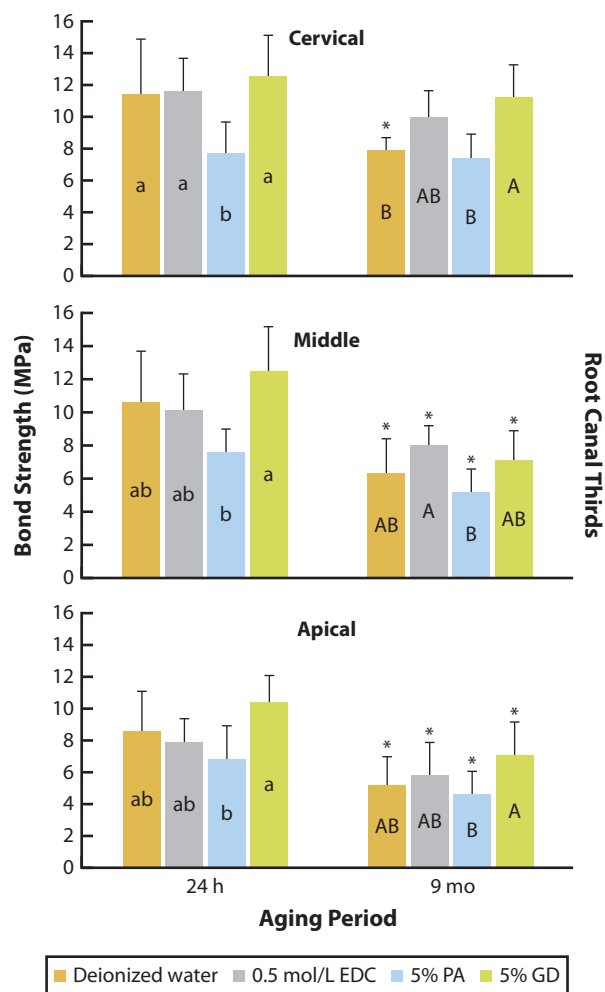 Cervical
16
14
12
10
8
6
4
2
0
a
a
b
a
*
B
AB
B
A
Middle
16
14
12
10
8
6
4
2
0
ab
ab
b
a
*
*
*
*
AB
A
B
AB
Apical
16
14
12
10
8
6
4
2
0
ab
ab
b
a
*
*
*
*
AB
AB
B
A
Bond Strength (MPa)
Root Canal Thirds
24 h
9 mo
Aging Period
Deionized water 0.5 mol/L EDC 5% PA 5% GD